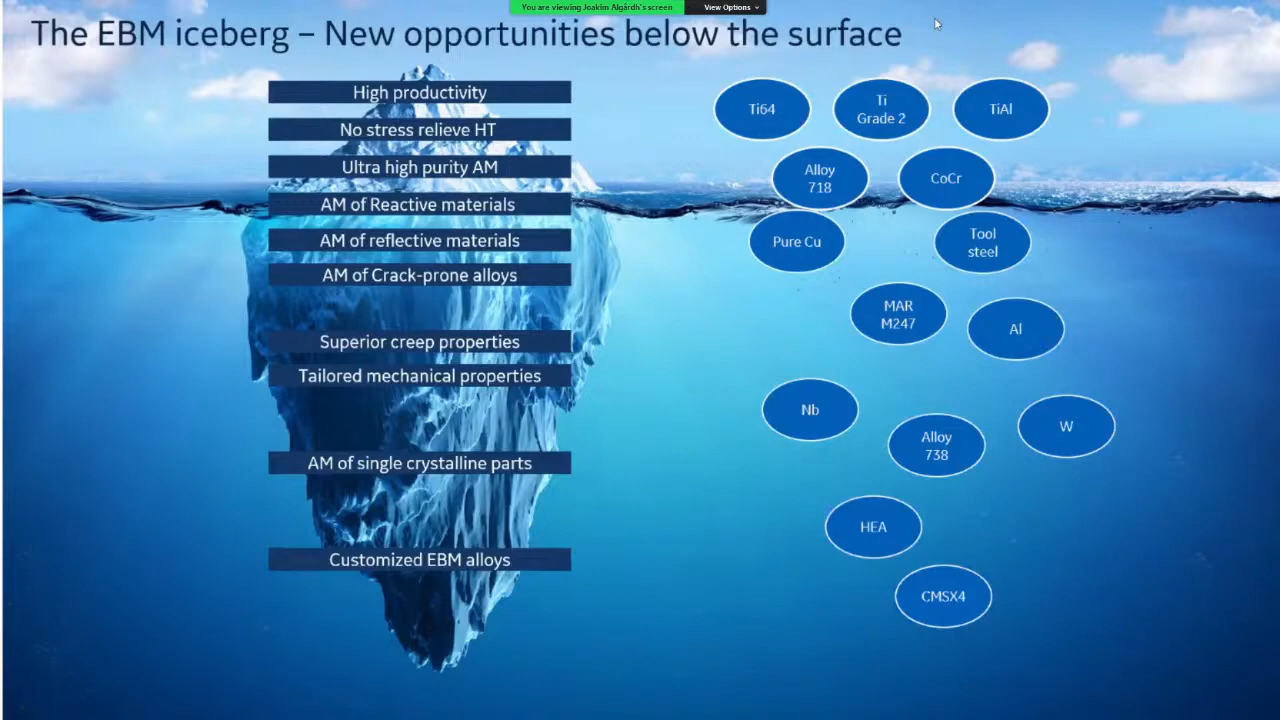 You are viewing Joakim Algårdh's screen
View Options
The EBM iceberg – New opportunities below the surface
High productivity
No stress relieve HT
Ultra high purity AM
AM of Reactive materials
AM of reflective materials
AM of Crack-prone alloys
Superior creep properties
Tailored mechanical properties
AM of single crystalline parts
Customized EBM alloys
Ti64
Ti
Grade 2
TiAl
Alloy
718
CoCr
Pure Cu
Tool
steel
MAR
M247
Al
Nb
Alloy
738
W
HEA
CMSX4